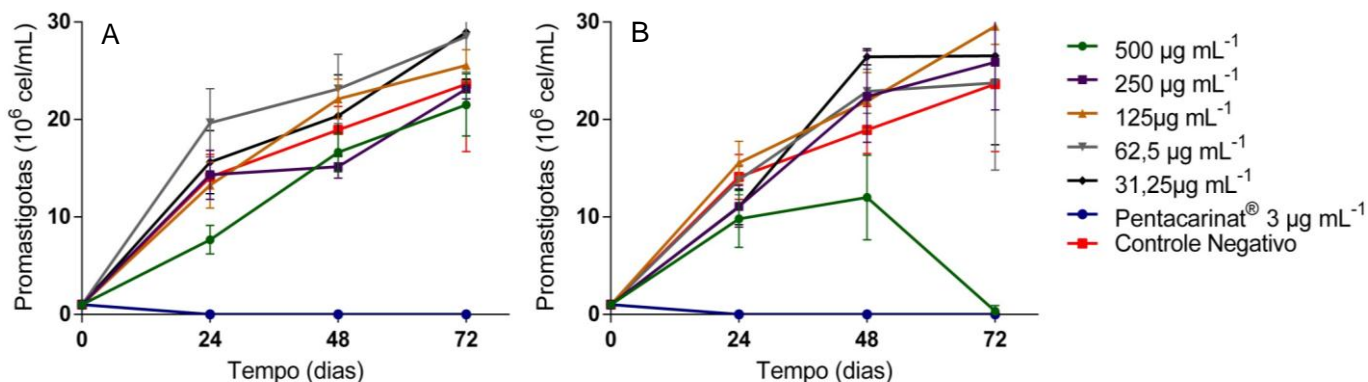 A
Promastigotas (10⁶ cel/mL)
30
20
10
0
0 24 48 72
Tempo (dias)
B
Promastigotas (10⁶ cel/mL)
30
20
10
0
0 24 48 72
Tempo (dias)
500 µg mL⁻¹
250 µg mL⁻¹
125µg mL⁻¹
62,5 µg mL⁻¹
31,25µg mL⁻¹
Pentacarinat® 3 µg mL⁻¹
Controle Negativo